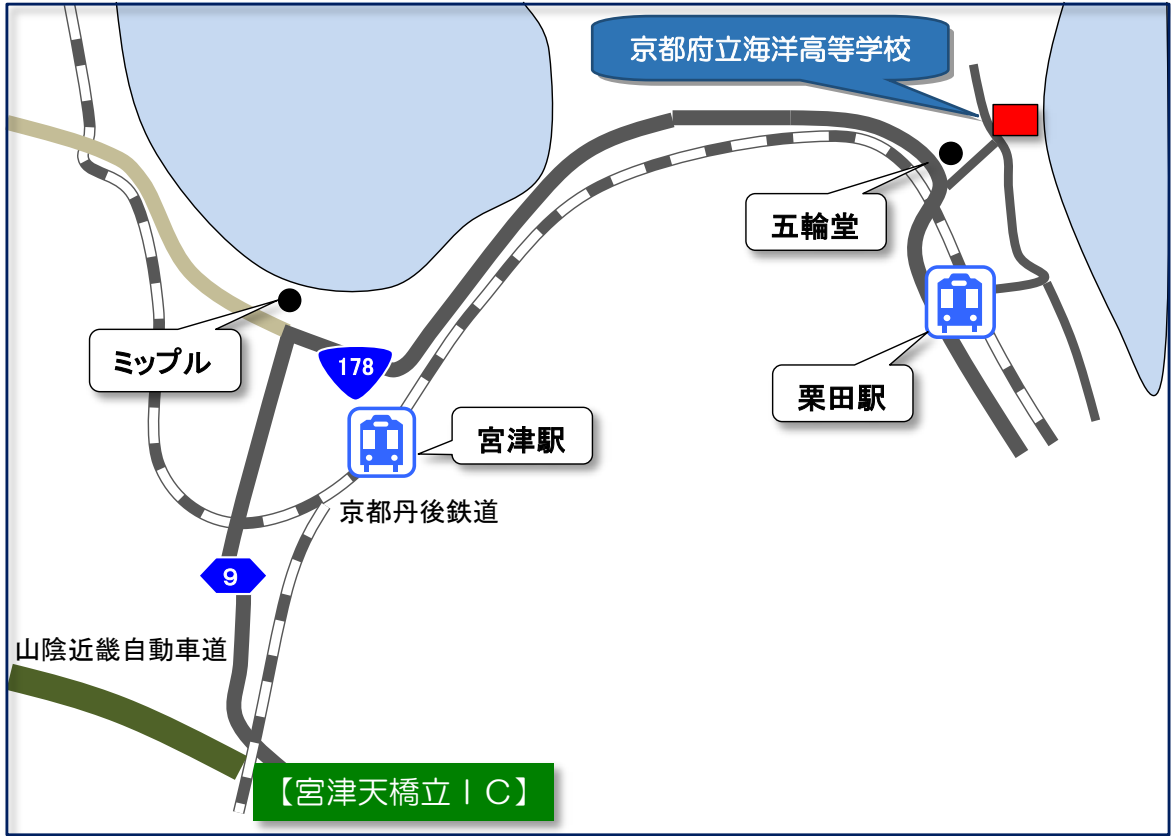 京都府立海洋高等学校
五輪堂
ミップル
178
栗田駅
宮津駅
京都丹後鉄道
9
山陰近畿自動車道
【宮津天橋立ＩＣ】